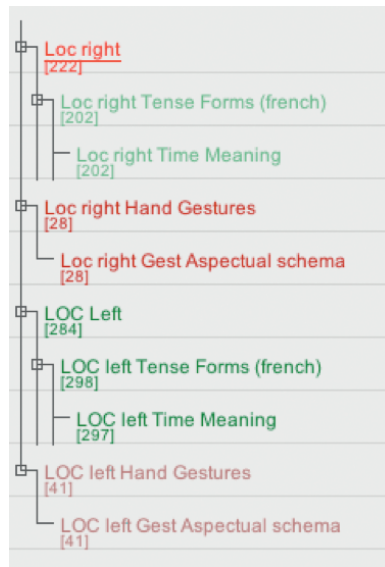 Loc right
[222]
Loc right Tense Forms (french)
[202]
Loc right Time Meaning
[202]
Loc right Hand Gestures
[28]
Loc right Gest Aspectual schema
[28]
LOC Left
[284]
LOC left Tense Forms (french)
[298]
LOC left Time Meaning
[297]
LOC left Hand Gestures
[41]
LOC left Gest Aspectual schema
[41]